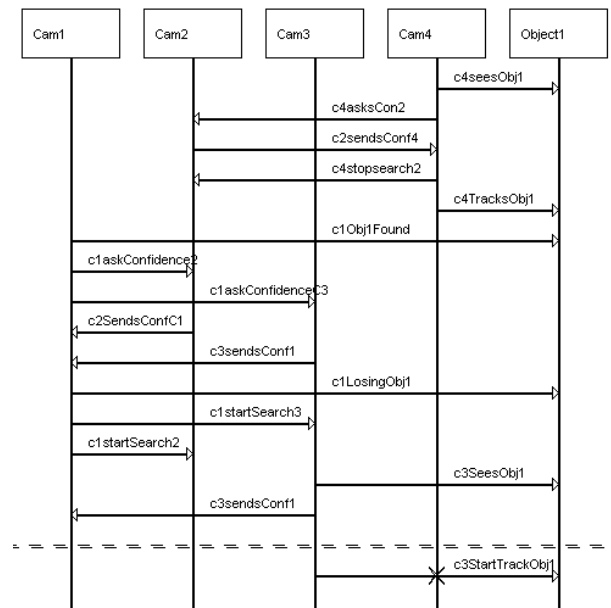 Cam1 Cam2 Cam3 Cam4 Object1
c4seesObj1
c4asksCon2
c2sendsConf4
c4stopsearch2
c4TracksObj1
c1Obj1Found
c1askConfidence2
c1askConfidenceC3
c2SendsConfC1
c3sendsConf1
c1LosingObj1
c1startSearch3
c1startSearch2
c3SeesObj1
c3sendsConf1
c3StartTrackObj1